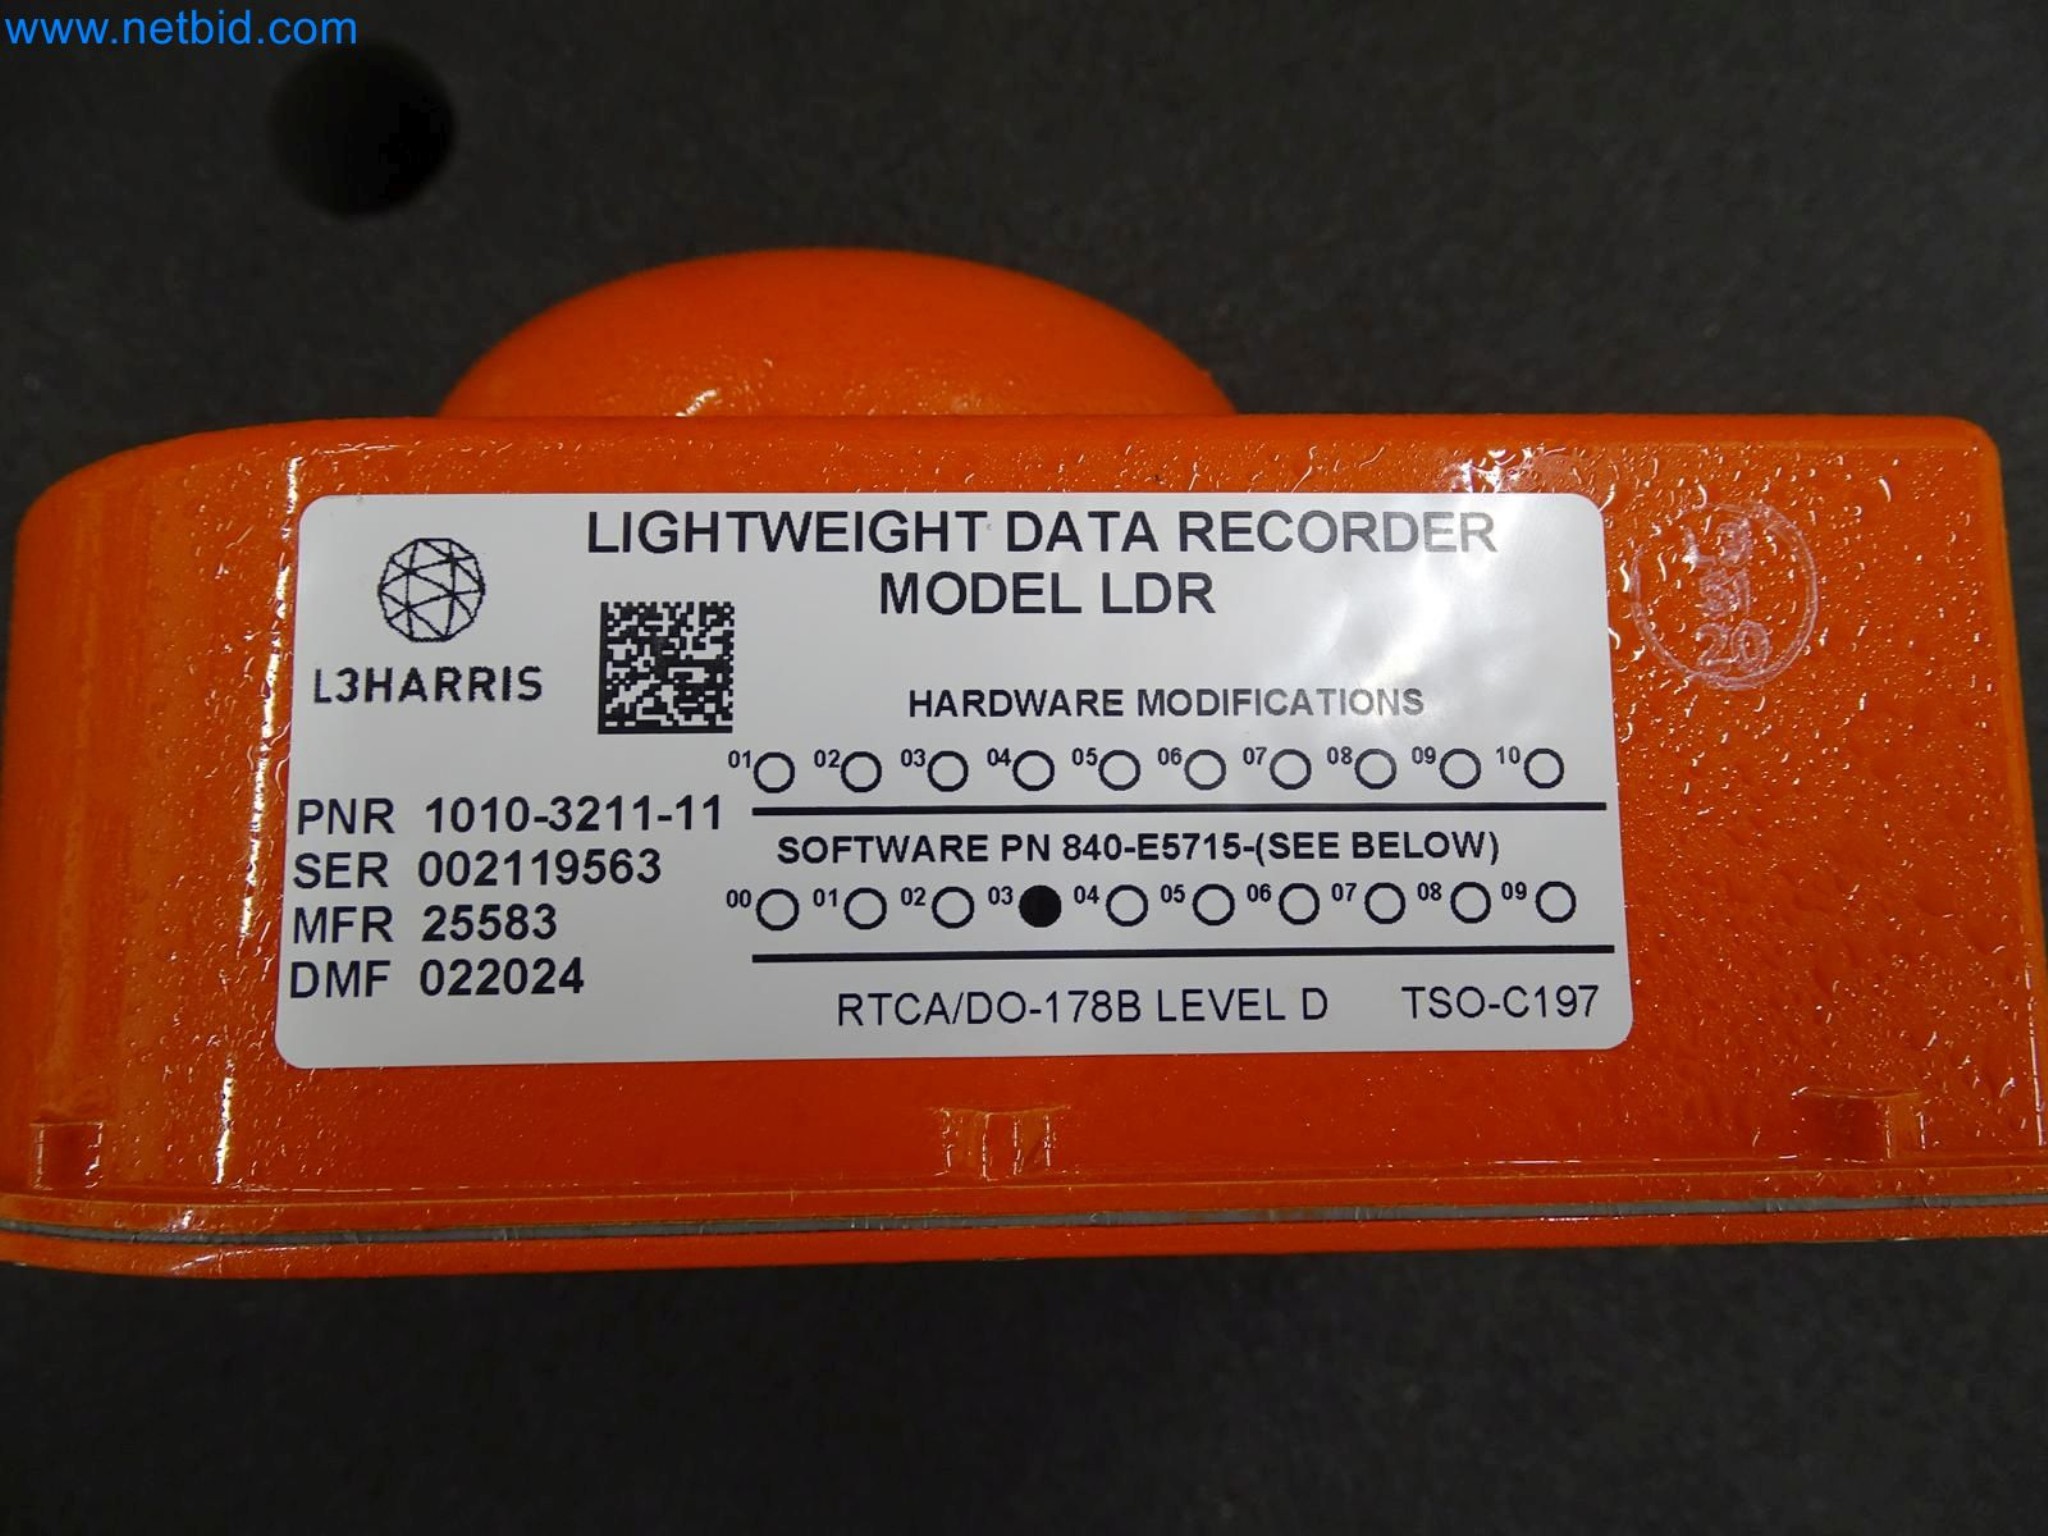 www.netbid.com
LIGHTWEIGHT DATA RECORDER
MODEL LDR
L3HARRIS
HARDWARE MODIFICATIONS
01 02 03 04 05 06 07 08 09 10
PNR 1010-3211-11
SER 002119563
MFR 25583
DMF 022024
SOFTWARE PN 840-E5715-(SEE BELOW)
00 01 02 03 04 05 06 07 08 09
RTCA/DO-178B LEVEL D TSO-C197
20